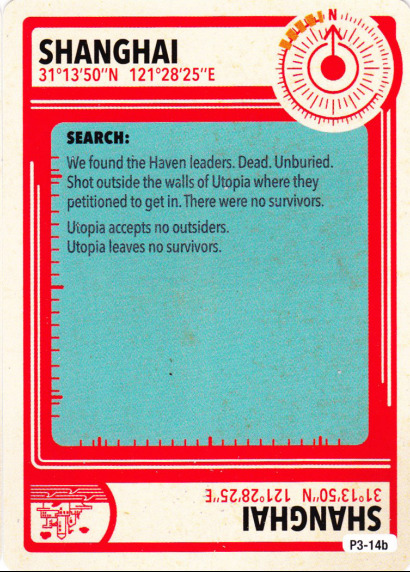 N
SHANGHAI
31°13'50"N 121°28'25"E
SEARCH:
We found the Haven leaders. Dead. Unburied.
Shot outside the walls of Utopia where they
petitioned to get in. There were no survivors.
Utopia accepts no outsiders.
Utopia leaves no survivors.
SHANGHAI
31°13'50"N 121°28'25"E
P3-14b